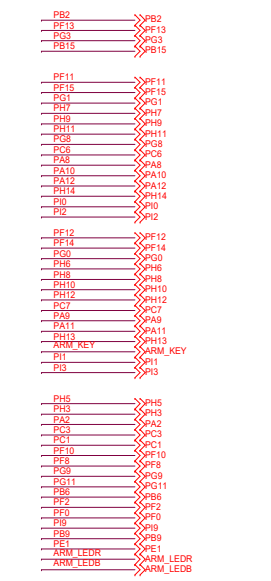 PB2 PB2
PF13 PF13
PG3 PG3
PB15 PB15
PF11 PF11
PF15 PF15
PG1 PG1
PH7 PH7
PH9 PH9
PH11 PH11
PG8 PG8
PC6 PC6
PA8 PA8
PA10 PA10
PA12 PA12
PH14 PH14
PI0 PI0
PI2 PI2
PF12 PF12
PF14 PF14
PG0 PG0
PH6 PH6
PH8 PH8
PH10 PH10
PH12 PH12
PC7 PC7
PA9 PA9
PA11 PA11
PH13 PH13
ARM_KEY ARM_KEY
PI1 PI1
PI3 PI3
PH5 PH5
PH3 PH3
PA2 PA2
PC3 PC3
PC1 PC1
PF10 PF10
PF8 PF8
PG9 PG9
PG11 PG11
PB6 PB6
PF2 PF2
PF0 PF0
PI9 PI9
PB9 PB9
PE1 PE1
ARM_LEDR ARM_LEDR
ARM_LEDB ARM_LEDB